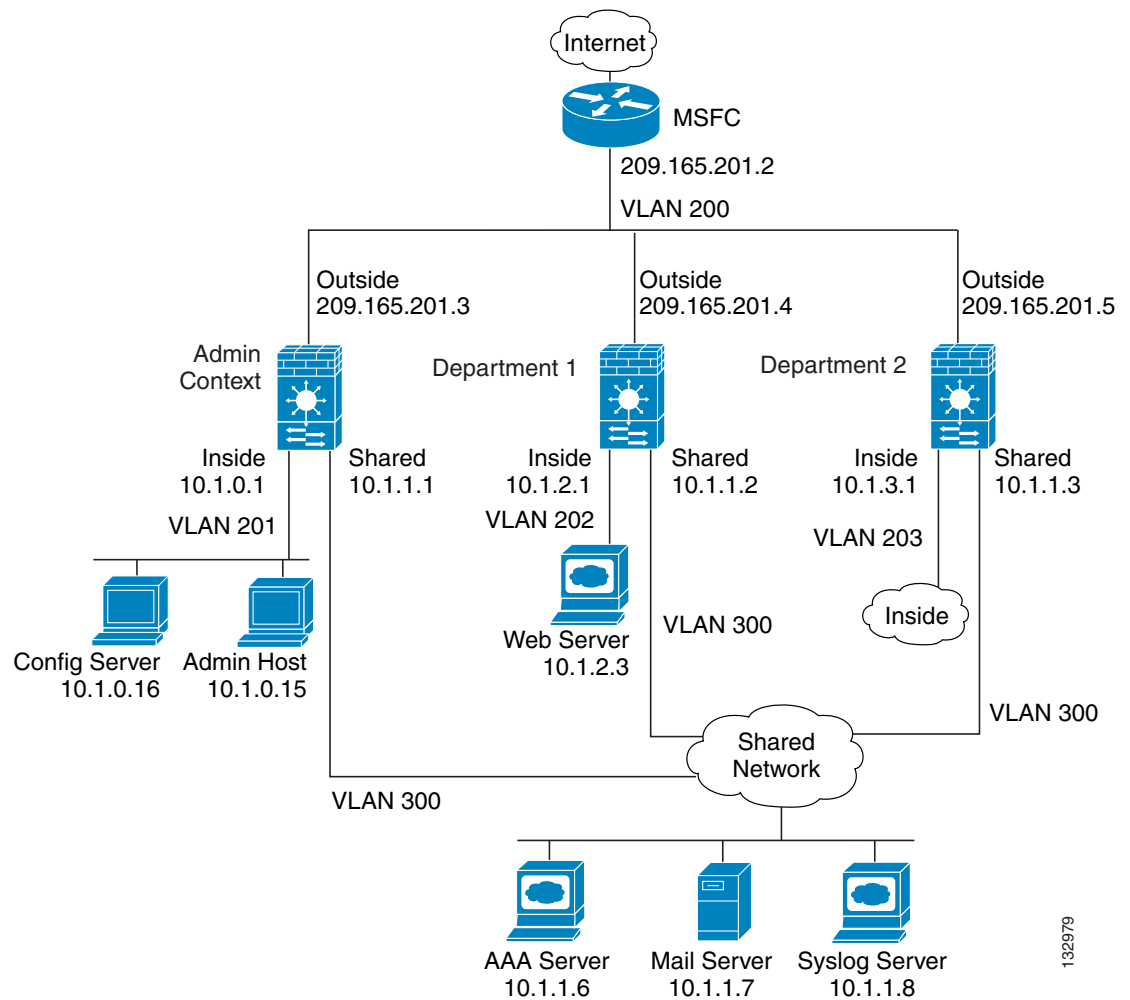 Internet
MSFC
209.165.201.2
VLAN 200
Outside
209.165.201.3
Outside
209.165.201.4
Outside
209.165.201.5
Admin
Context
Department 1
Department 2
Inside
10.1.0.1
Shared
10.1.1.1
Inside
10.1.2.1
Shared
10.1.1.2
Inside
10.1.3.1
Shared
10.1.1.3
VLAN 201
VLAN 202
VLAN 203
Config Server
10.1.0.16
Admin Host
10.1.0.15
Web Server
10.1.2.3
VLAN 300
Inside
VLAN 300
Shared
Network
VLAN 300
AAA Server
10.1.1.6
Mail Server
10.1.1.7
Syslog Server
10.1.1.8
132979